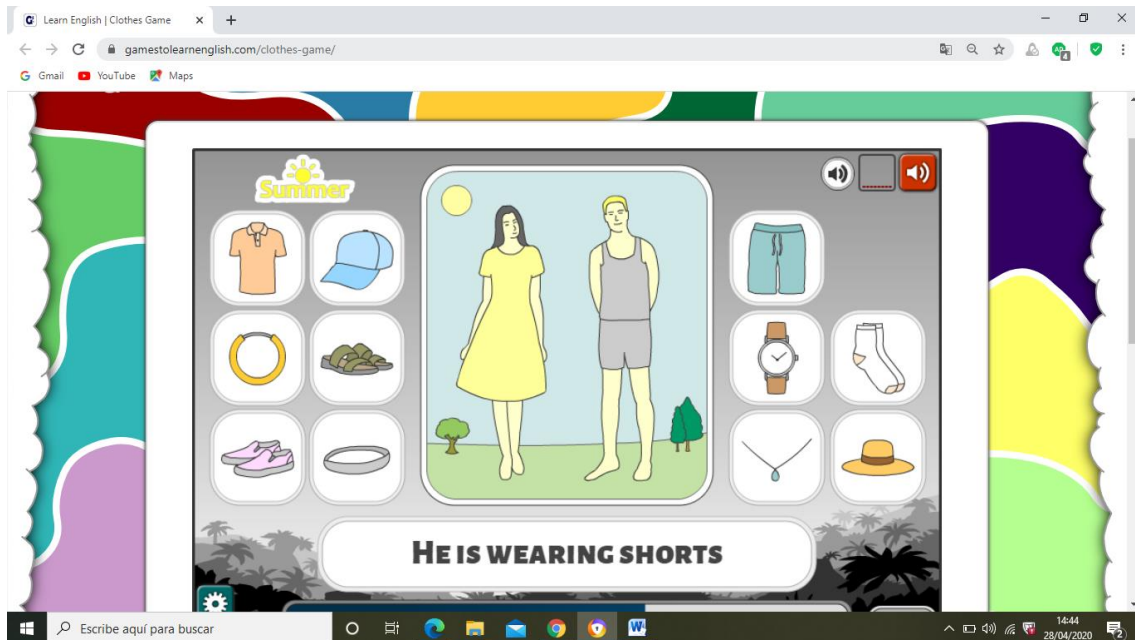 Learn English | Clothes Game
gamestolearnenglish.com/clothes-game/
Gmail YouTube Maps
Summer
HE IS WEARING SHORTS
Escribe aquí para buscar
14:44
28/04/2020